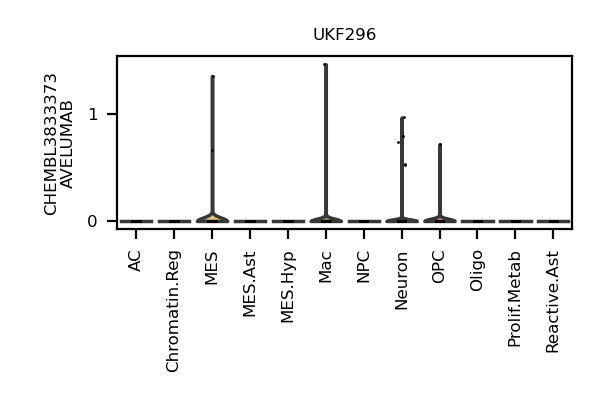 UKF296
CHEMBL3833373
AVELUMAB
1
0
AC
Chromatin.Reg
MES
MES.Ast
MES.Hyp
Mac
NPC
Neuron
OPC
Oligo
Prolif.Metab
Reactive.Ast